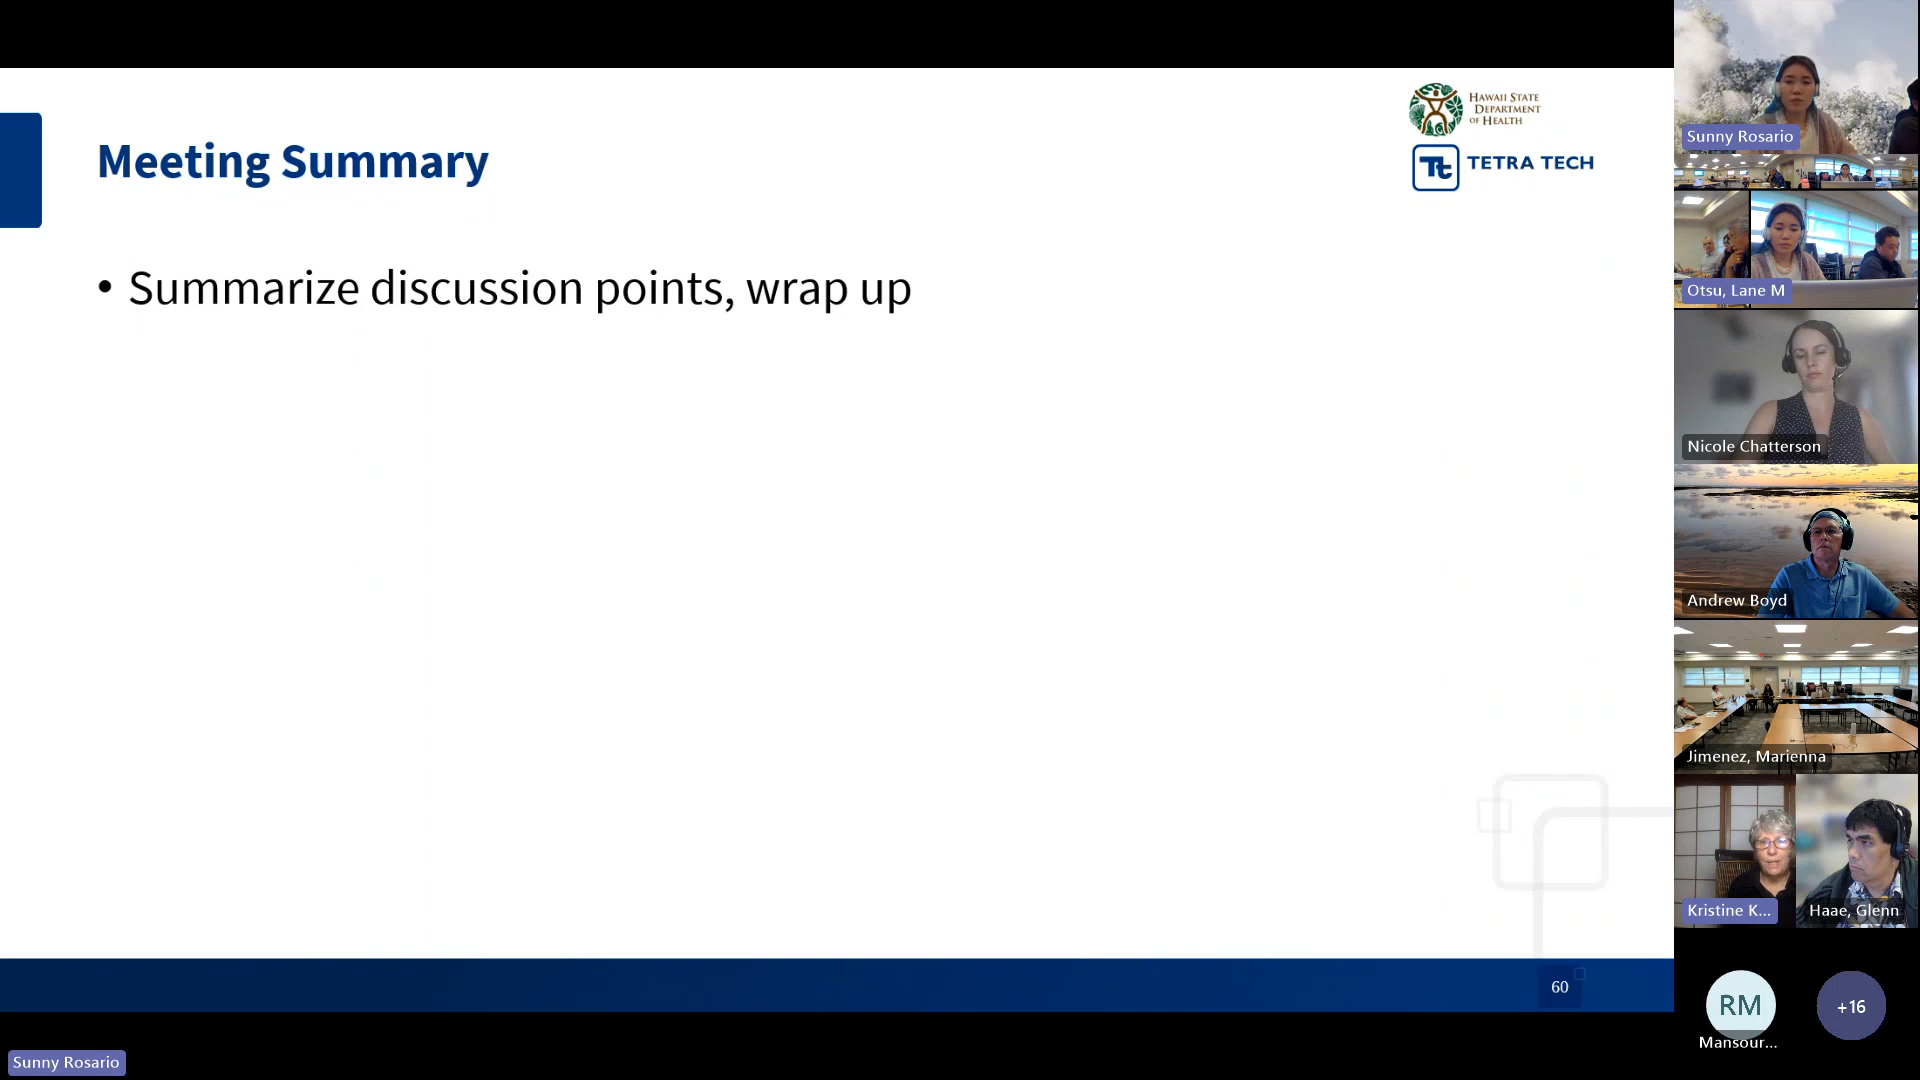 Meeting Summary
HAWAII STATE
DEPARTMENT
OF HEALTH
Tt TETRA TECH
• Summarize discussion points, wrap up
60
Sunny Rosario
Sunny Rosario
Otsu, Lane M
Nicole Chatterson
Andrew Boyd
Jimenez, Marienna
Kristine K...
Haae, Glenn
RM
Mansour...
+16